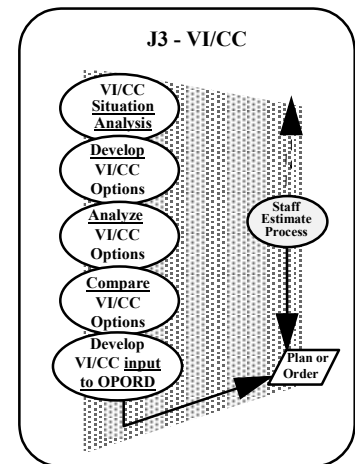 J3 - VI/CC
VI/CC
Situation
Analysis
Develop
VI/CC
Options
Analyze
VI/CC
Options
Compare
VI/CC
Options
Develop
VI/CC input
to OPORD
Staff
Estimate
Process
Plan or
Order